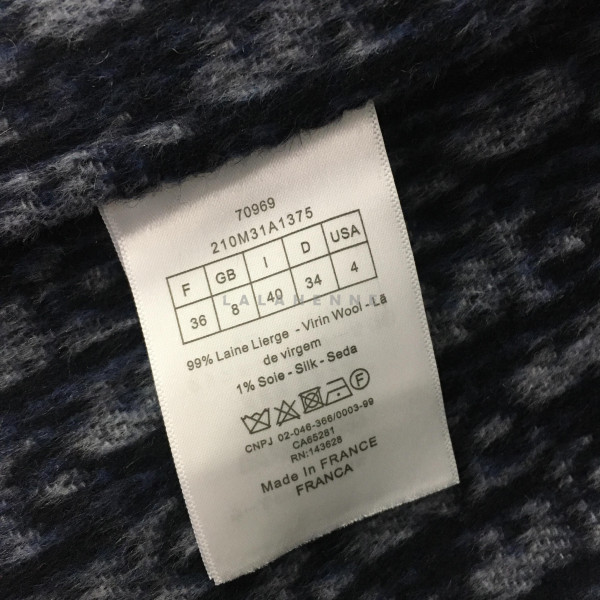 70969
210M31A1375
F GB I D USA
36 8 40 34 4
LALAHENNE
99% Laine Lierge - Virin Wool - Lã
de virgem
1% Soie - Silk - Seda
F
CNPJ 02-046-366/0003-99
CA65281
RN:143628
Made In FRANCE
FRANCA